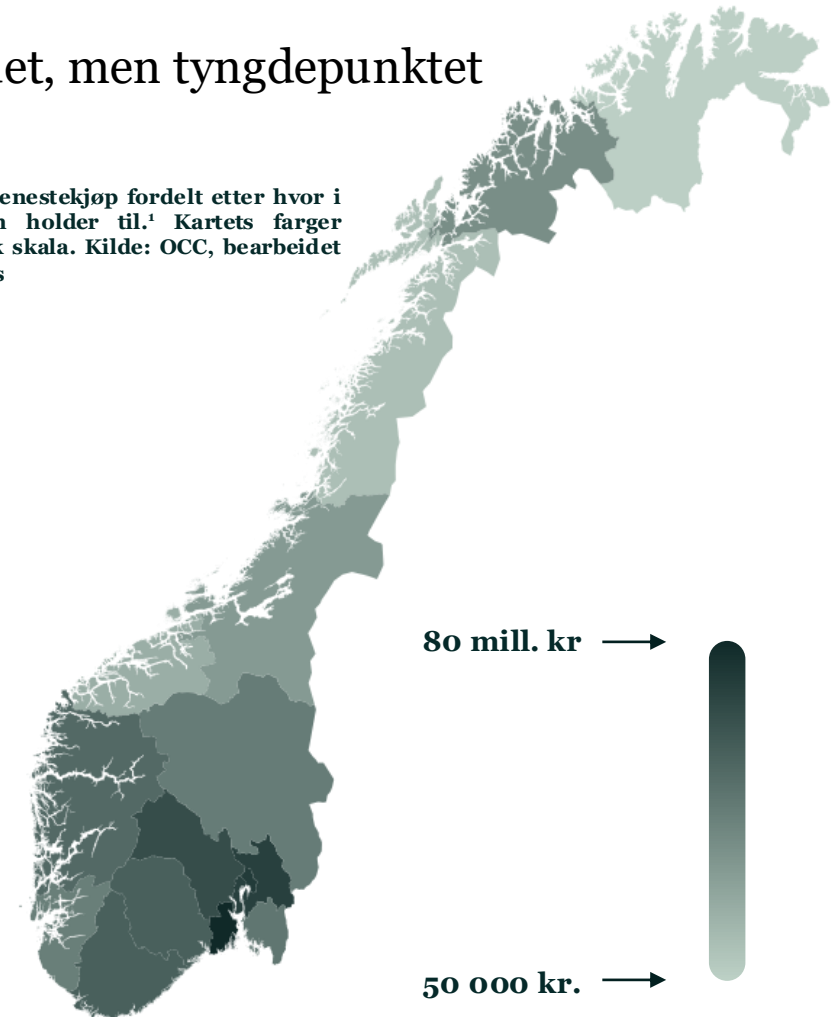 et, men tyngdepunktet
enestekjøp fordelt etter hvor i
holder til.¹ Kartets farger
skala. Kilde: OCC, bearbeidet
80 mill. kr
50 000 kr.